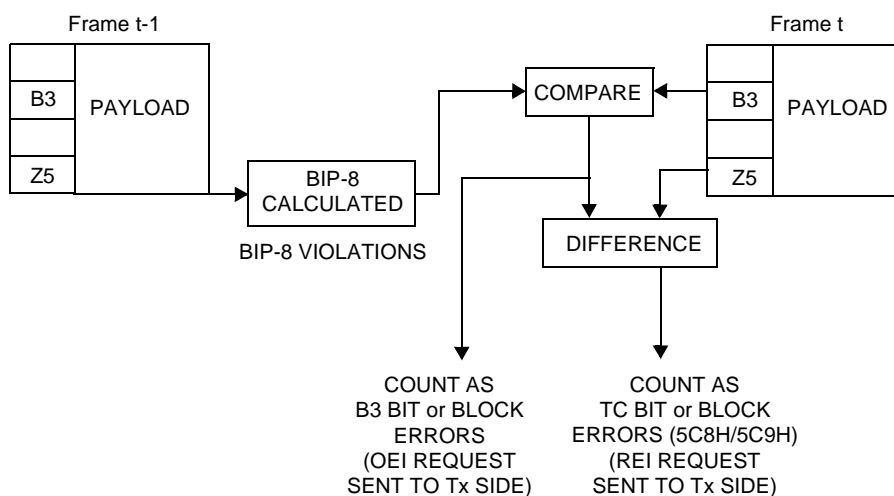 Frame t-1
Frame t
B3
PAYLOAD
Z5
COMPARE
B3
PAYLOAD
Z5
BIP-8
CALCULATED
BIP-8 VIOLATIONS
DIFFERENCE
COUNT AS
B3 BIT or BLOCK
ERRORS
(OEI REQUEST
SENT TO Tx SIDE)
COUNT AS
TC BIT or BLOCK
ERRORS (5C8H/5C9H)
(REI REQUEST
SENT TO Tx SIDE)